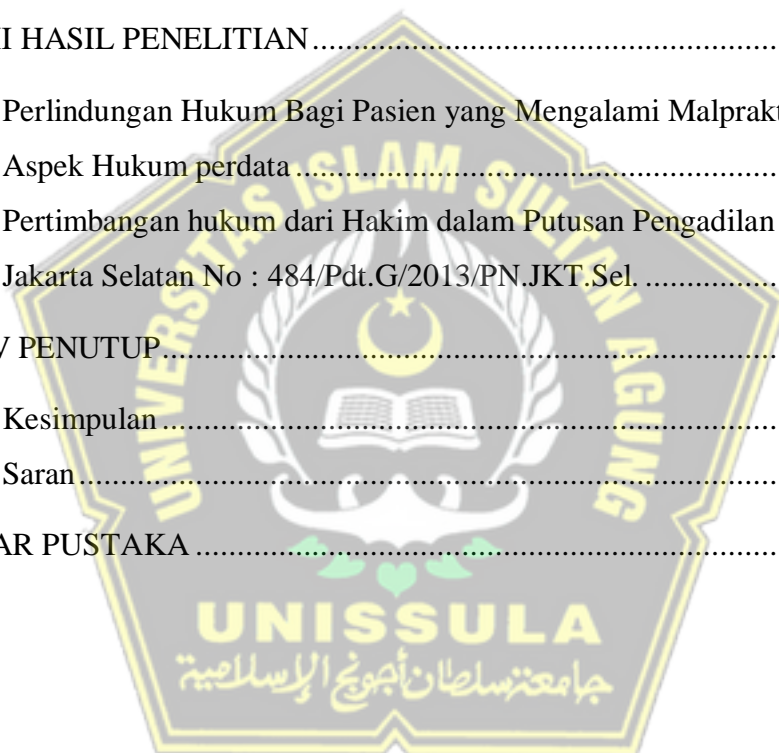 I HASIL PENELITIAN................................................
Perlindungan Hukum Bagi Pasien yang Mengalami Malprakt
Aspek Hukum perdata................................................
Pertimbangan hukum dari Hakim dalam Putusan Pengadilan
Jakarta Selatan No : 484/Pdt.G/2013/PN.JKT.Sel. .................
V PENUTUP................................................
Kesimpulan................................................
Saran................................................
AR PUSTAKA................................................
UNIVERSITAS ISLAM SULTAN AGUNG
UNISSULA
جامعتنسلطان أجونج الإسلامية